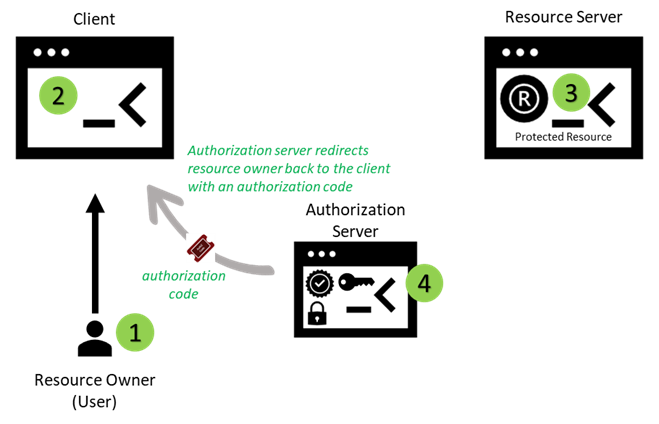 Client
Resource Server
2
® 3
Protected Resource
Authorization server redirects
resource owner back to the client
with an authorization code
Authorization
Server
authorization
code
4
1
Resource Owner
(User)